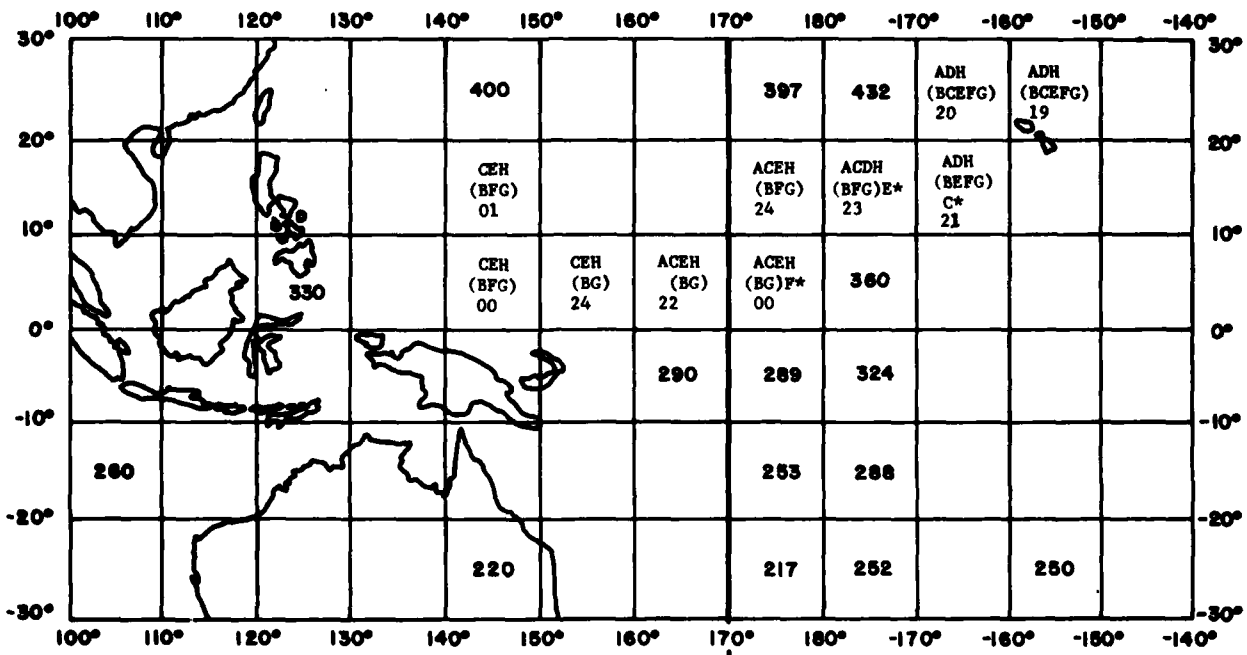 100° 110° 120° 130° 140° 150° 160° 170° 180° -170° -160° -150° -140°
30° 30°
400 397 432 ADH ADH
(BCEFG) (BCEFG)
20 19
20° 20°
CEH ACEH ACDH ADH
(BFG) (BFG) (BFG)E* (BEFG)
01 24 23 C*
21
10° 10°
CEH CEH ACEH ACEH
(BFG) (BG) (BG) (BG)F* 360
330 00 24 22 00
0° 0°
290 289 324
-10° -10°
260 253 288
-20° -20°
220 217 252 250
-30° -30°
100° 110° 120° 130° 140° 150° 160° 170° 180° -170° -160° -150° -140°